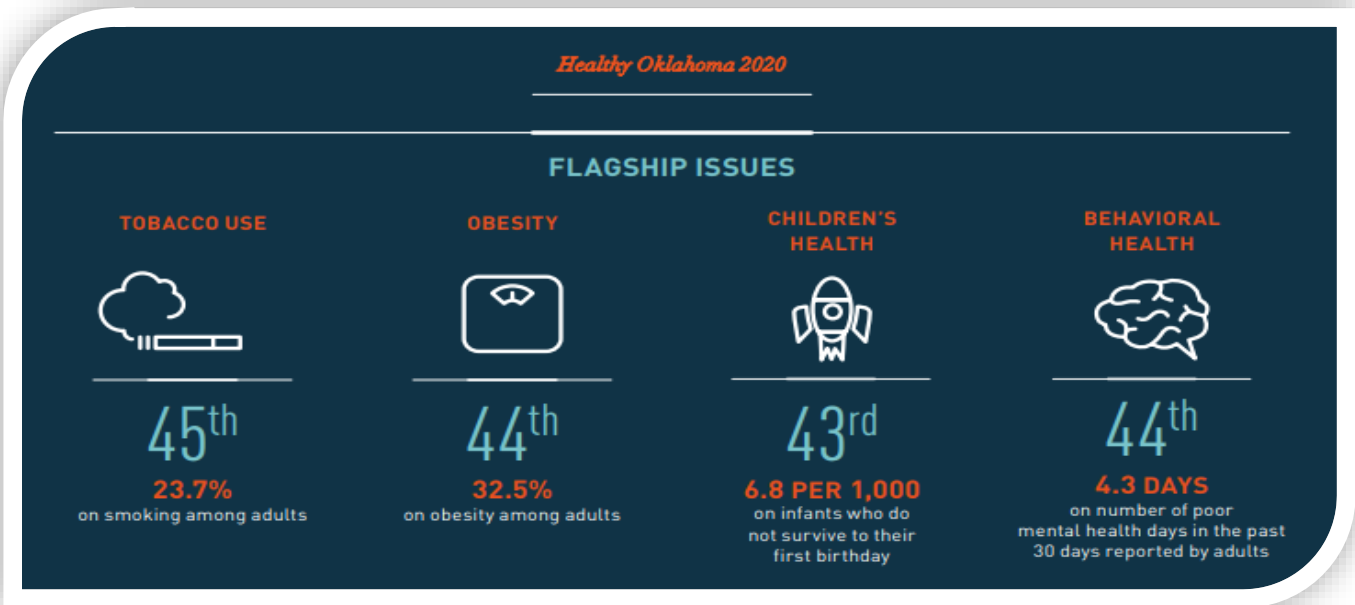 Healthy Oklahoma 2020
FLAGSHIP ISSUES
TOBACCO USE
45th
23.7%
on smoking among adults
OBESITY
44th
32.5%
on obesity among adults
CHILDREN'S
HEALTH
43rd
6.8 PER 1,000
on infants who do
not survive to their
first birthday
BEHAVIORAL
HEALTH
44th
4.3 DAYS
on number of poor
mental health days in the past
30 days reported by adults